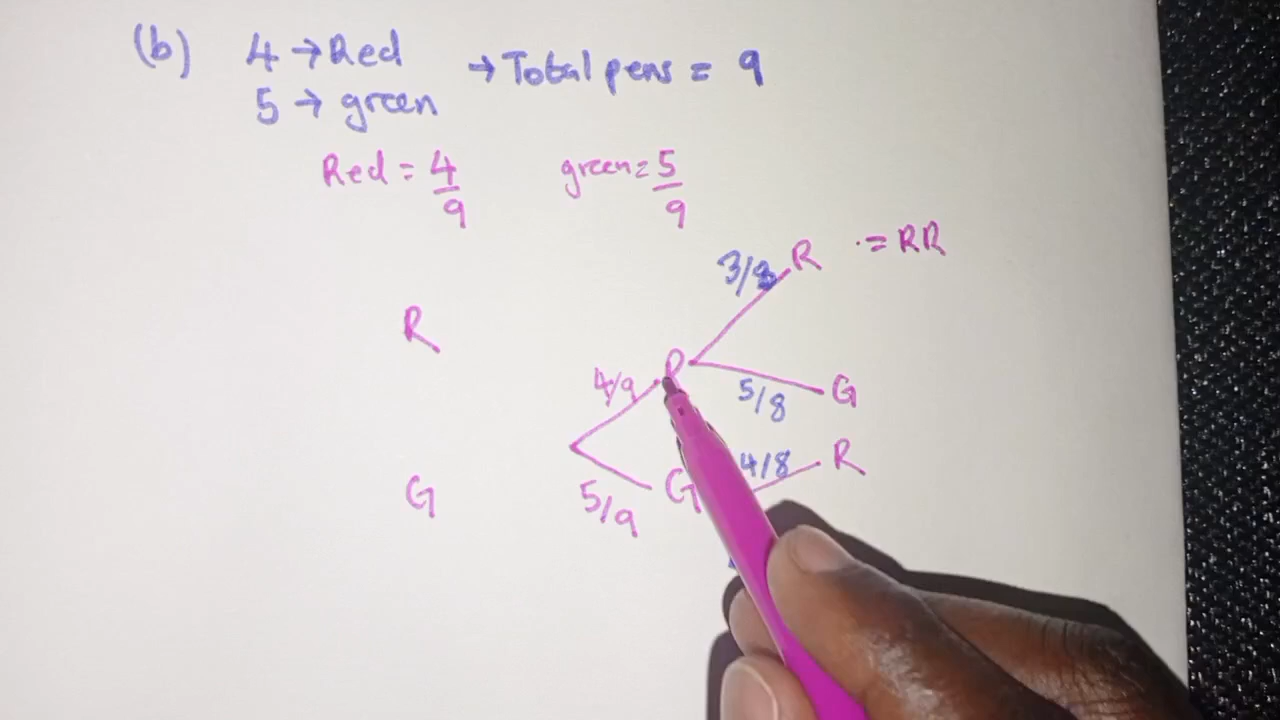 (b) 4 → Red → Total pens = 9
5 → green
Red = 4/9 green = 5/9
3/8 R = RR
R
4/9 R
5/8 G
4/8 R
G 5/9 G